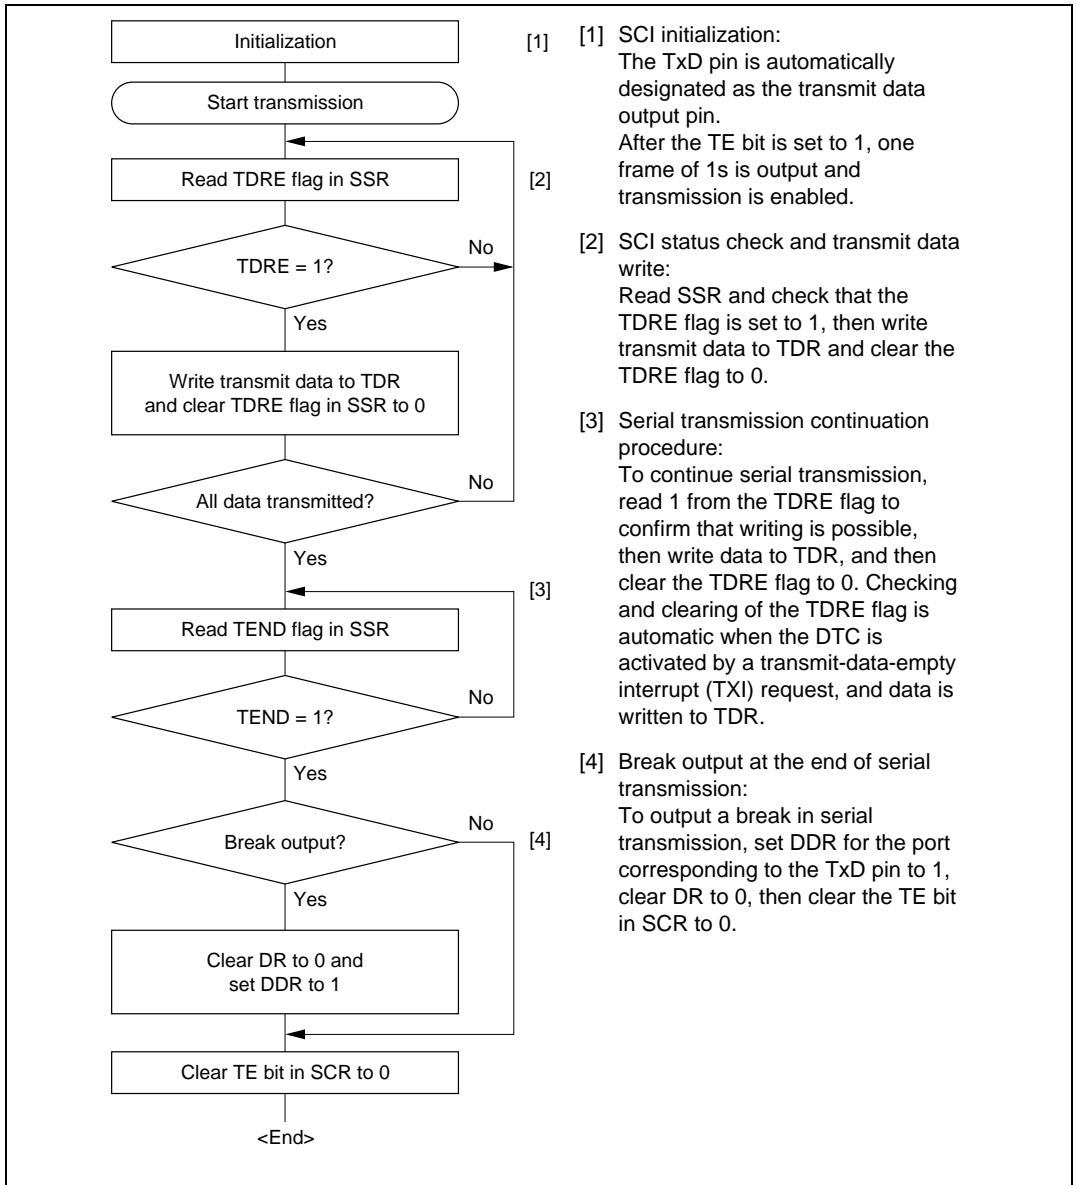 Initialization
[1]
Start transmission
Read TDRE flag in SSR
[2]
TDRE = 1?
No
Yes
Write transmit data to TDR
and clear TDRE flag in SSR to 0
All data transmitted?
No
Yes
[3]
Read TEND flag in SSR
TEND = 1?
No
Yes
Break output?
No
[4]
Yes
Clear DR to 0 and
set DDR to 1
Clear TE bit in SCR to 0
<End>
[1] SCI initialization:
The TxD pin is automatically
designated as the transmit data
output pin.
After the TE bit is set to 1, one
frame of 1s is output and
transmission is enabled.
[2] SCI status check and transmit data
write:
Read SSR and check that the
TDRE flag is set to 1, then write
transmit data to TDR and clear the
TDRE flag to 0.
[3] Serial transmission continuation
procedure:
To continue serial transmission,
read 1 from the TDRE flag to
confirm that writing is possible,
then write data to TDR, and then
clear the TDRE flag to 0. Checking
and clearing of the TDRE flag is
automatic when the DTC is
activated by a transmit-data-empty
interrupt (TXI) request, and data is
written to TDR.
[4] Break output at the end of serial
transmission:
To output a break in serial
transmission, set DDR for the port
corresponding to the TxD pin to 1,
clear DR to 0, then clear the TE bit
in SCR to 0.